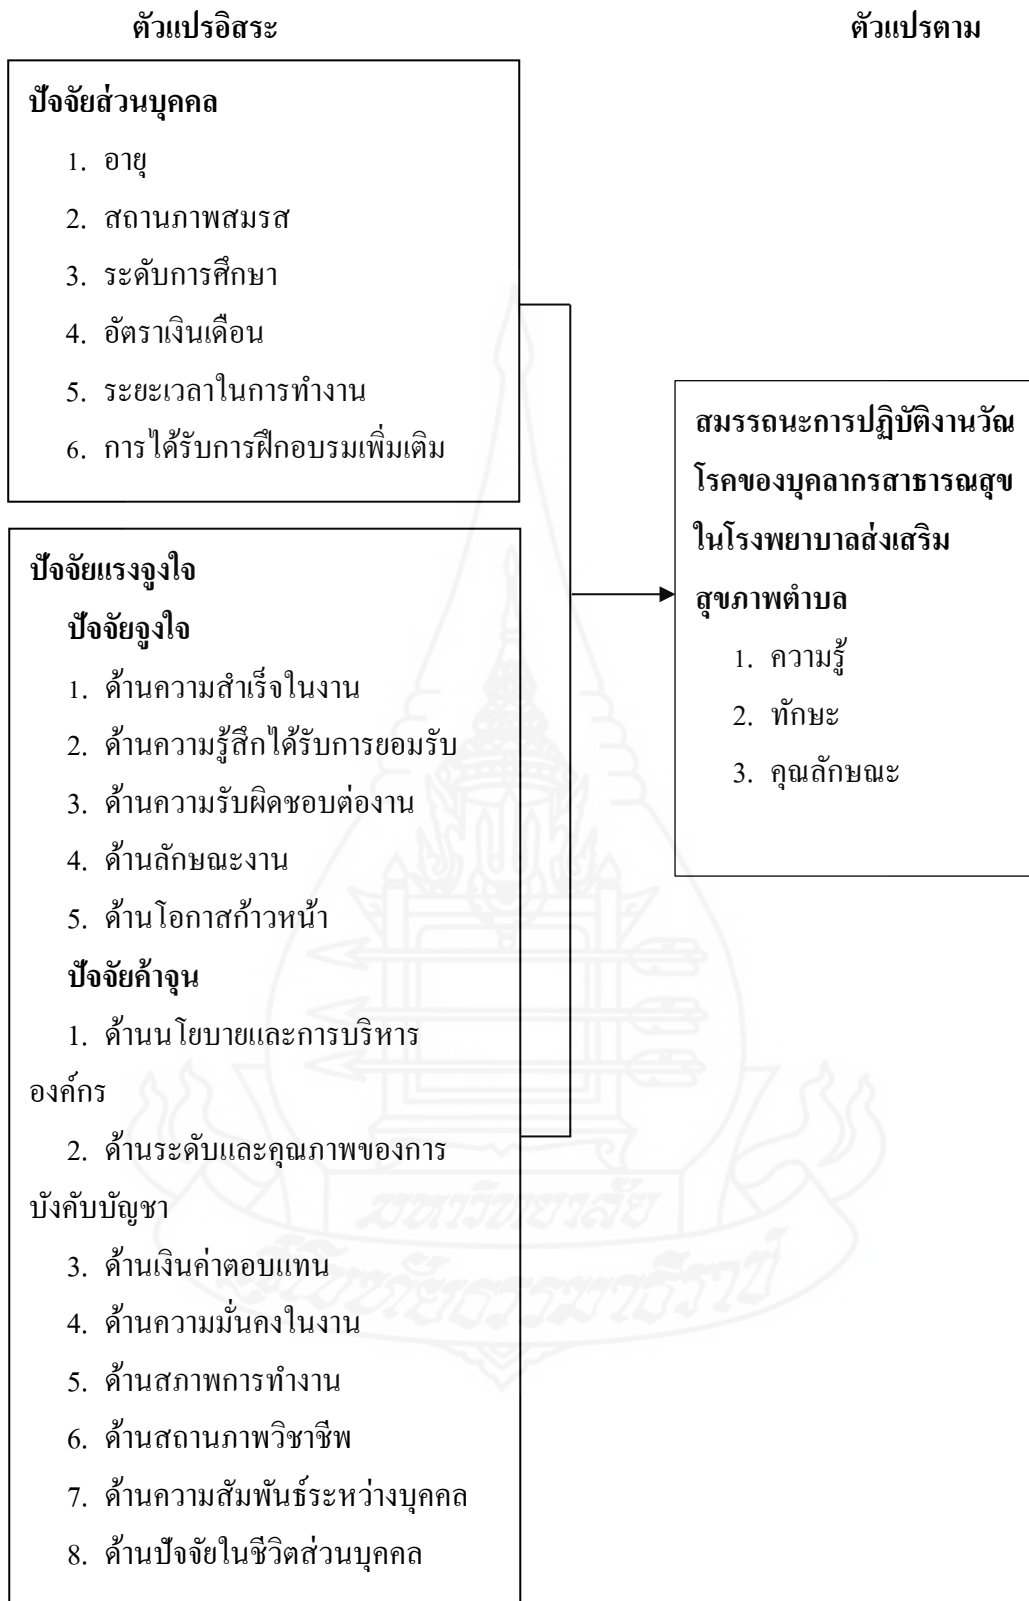 ตัวแปรอิสระ
ตัวแปรตาม
ปัจจัยส่วนบุคคล
1. อายุ
2. สถานภาพสมรส
3. ระดับการศึกษา
4. อัตราเงินเดือน
5. ระยะเวลาในการทำงาน
6. การได้รับการฝึกอบรมเพิ่มเติม
ปัจจัยแรงจูงใจ
ปัจจัยจูงใจ
1. ด้านความสำเร็จในงาน
2. ด้านความรู้สึกได้รับการยอมรับ
3. ด้านความรับผิดชอบต่องาน
4. ด้านลักษณะงาน
5. ด้านโอกาสก้าวหน้า
ปัจจัยค้ำจุน
1. ด้านนโยบายและการบริหาร
องค์กร
2. ด้านระดับและคุณภาพของการ
บังคับบัญชา
3. ด้านเงินค่าตอบแทน
4. ด้านความมั่นคงในงาน
5. ด้านสภาพการทำงาน
6. ด้านสถานภาพวิชาชีพ
7. ด้านความสัมพันธ์ระหว่างบุคคล
8. ด้านปัจจัยในชีวิตส่วนบุคคล
สมรรถนะการปฏิบัติงานวัณ
โรคของบุคลากรสาธารณสุข
ในโรงพยาบาลส่งเสริม
สุขภาพตำบล
1. ความรู้
2. ทักษะ
3. คุณลักษณะ
มหาวิทยาลัย
สุโขทัยธรรมาธิราช